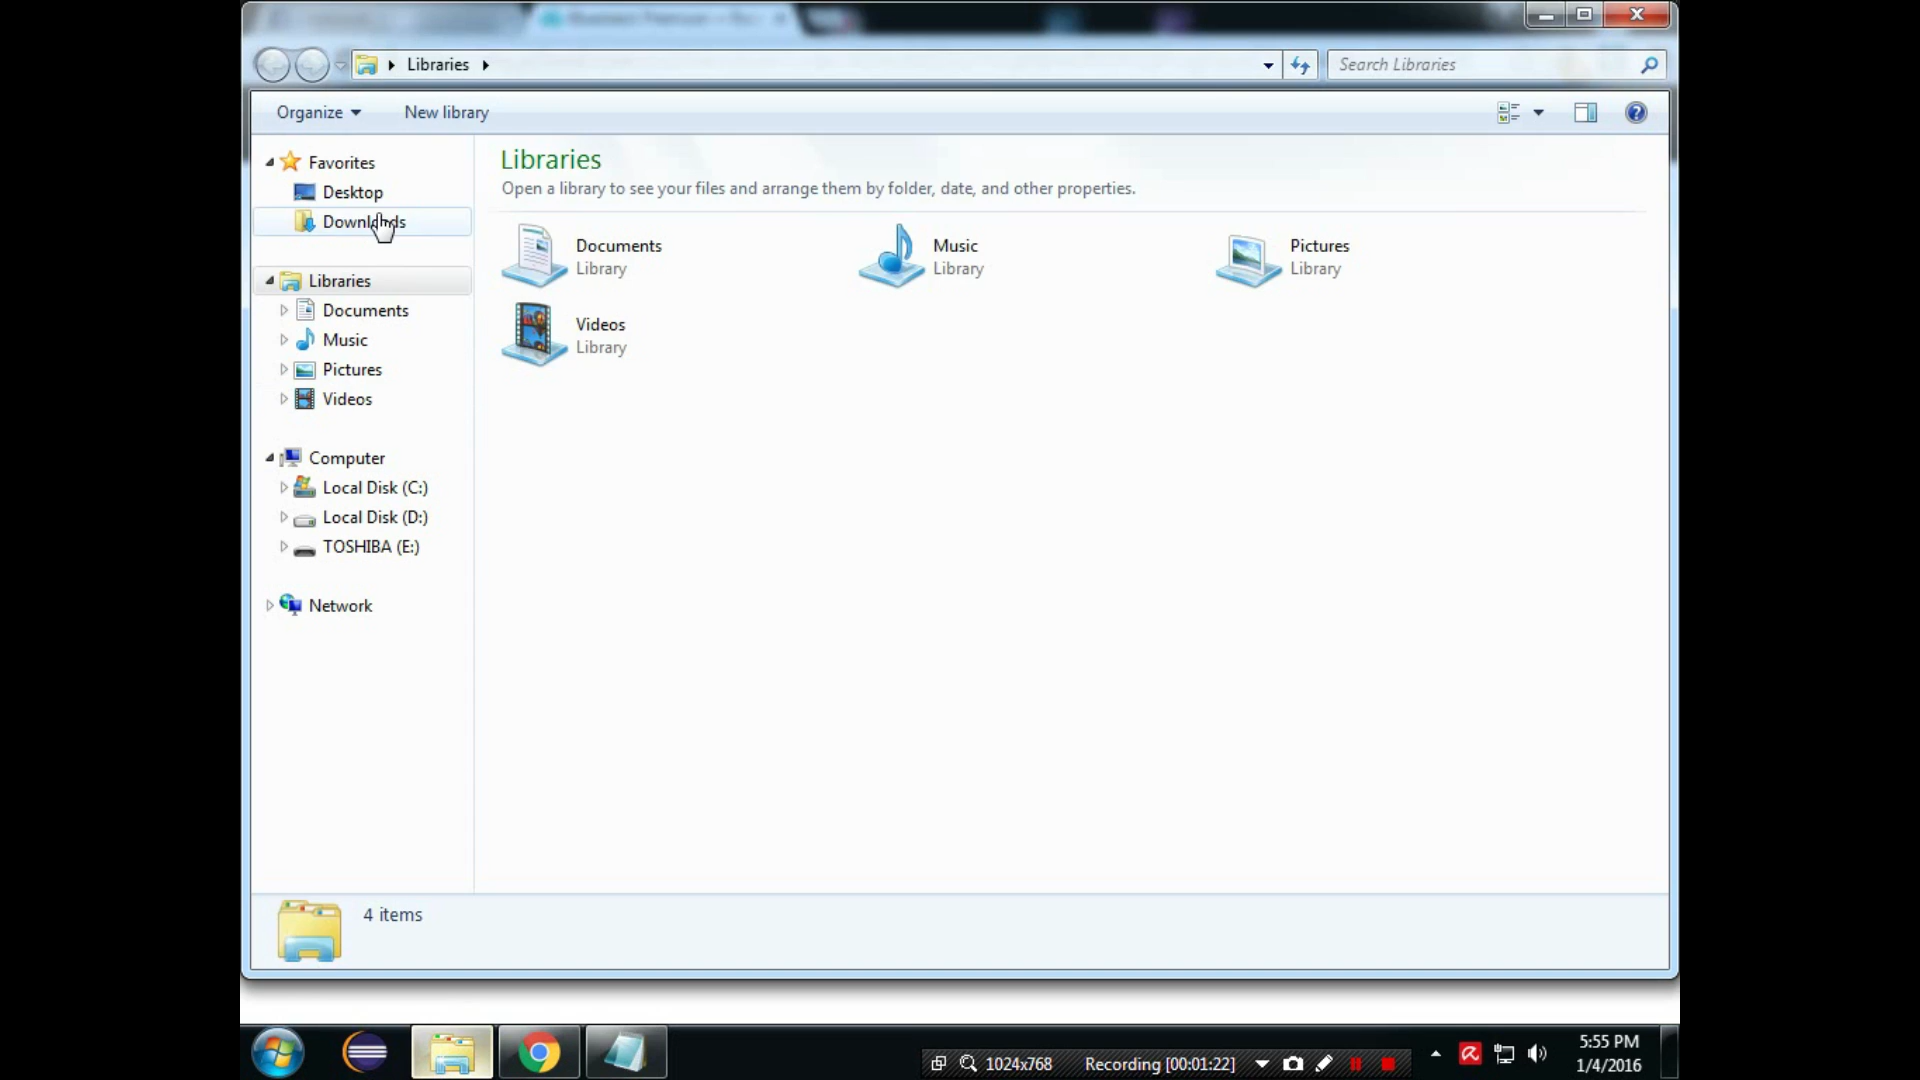 Libraries
Search Libraries
Organize
New library
Favorites
Desktop
Downloads
Libraries
Documents
Music
Pictures
Videos
Computer
Local Disk (C:)
Local Disk (D:)
TOSHIBA (E:)
Network
Libraries
Open a library to see your files and arrange them by folder, date, and other properties.
Documents
Library
Music
Library
Pictures
Library
Videos
Library
4 items
1024x768
Recording [00:01:22]
5:55 PM
1/4/2016